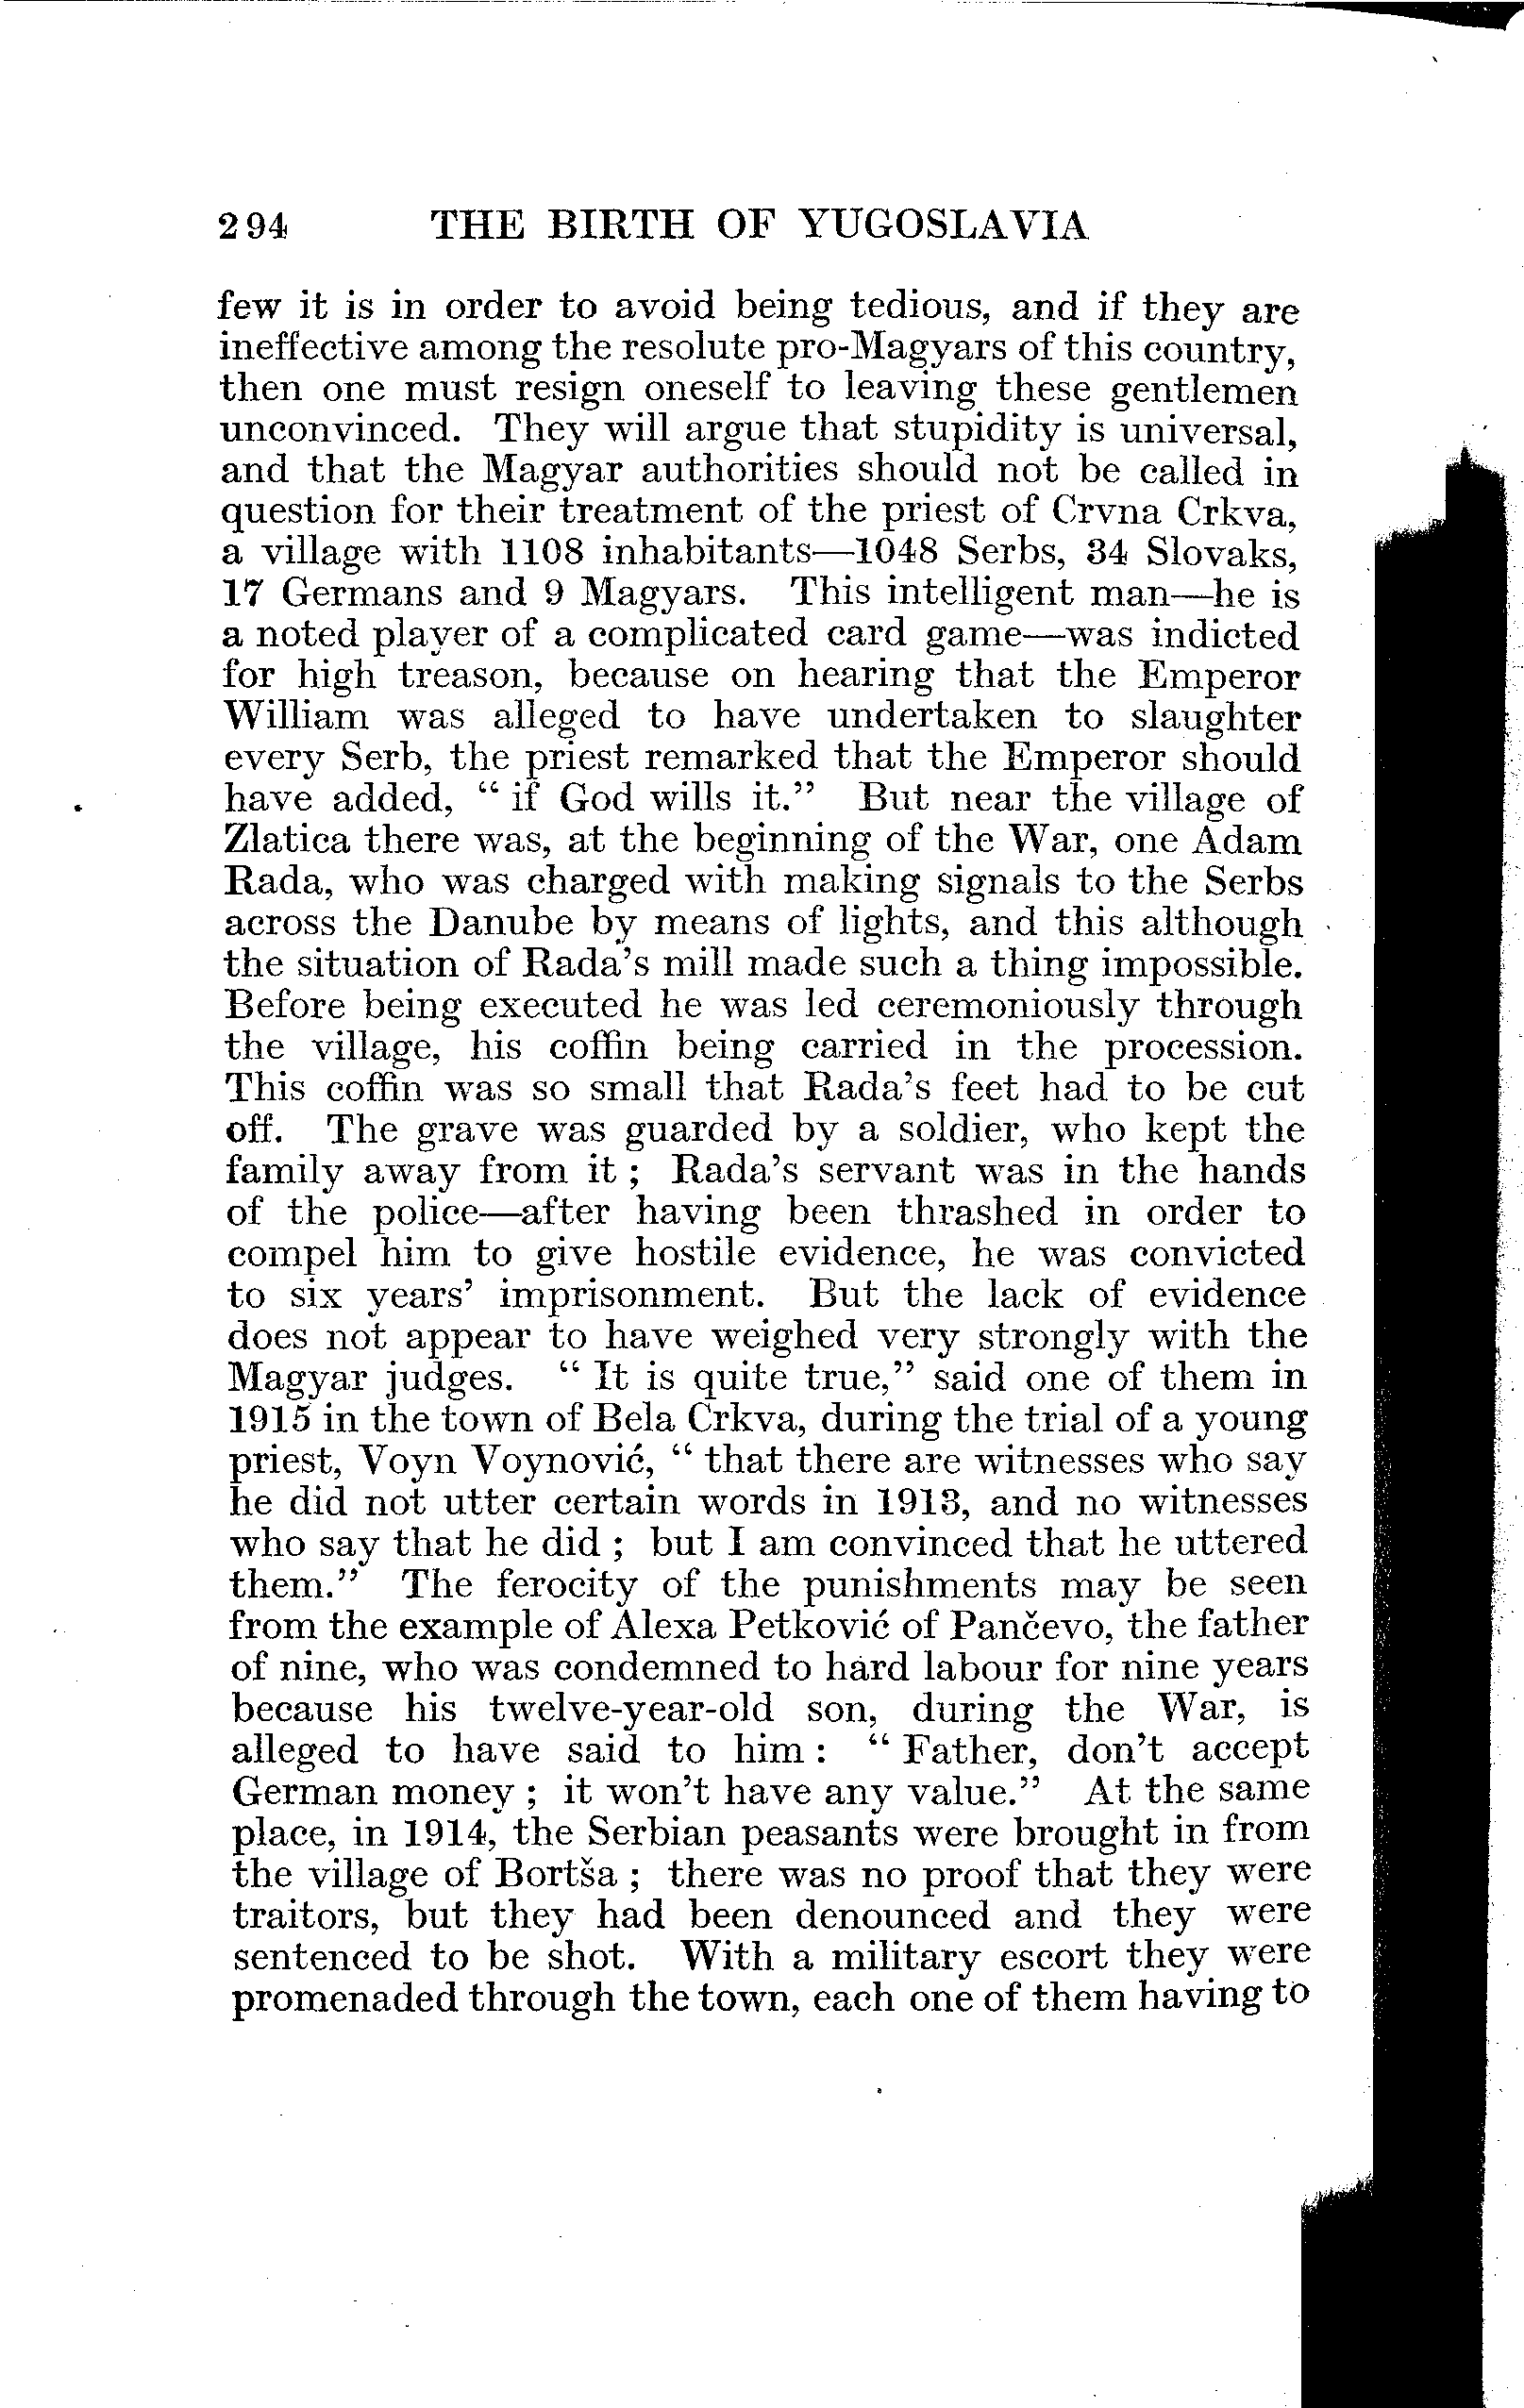 294 THE BIRTH OF YUGOSLAVIA
few it is in order to avoid being tedious, and if they are
ineffective among the resolute pro-Magyars of this country,
then one must resign oneself to leaving these gentlemen
unconvinced. They will argue that stupidity is universal,
and that the Magyar authorities should not be called in
question for their treatment of the priest of Crvna Crkva,
a village with 1108 inhabitants—1048 Serbs, 34 Slovaks,
17 Germans and 9 Magyars. This intelligent man—he is
a noted player of a complicated card game—was indicted
for high treason, because on hearing that the Emperor
William was alleged to have undertaken to slaughter
every Serb, the priest remarked that the Emperor should
have added, “ if God wills it.” But near the village of
Zlatica there was, at the beginning of the War, one Adam
Rada, who was charged with making signals to the Serbs
across the Danube by means of lights, and this although
the situation of Rada’s mill made such a thing impossible.
Before being executed he was led ceremoniously through
the village, his coffin being carried in the procession.
This coffin was so small that Rada’s feet had to be cut
off. The grave was guarded by a soldier, who kept the
family away from it ; Rada’s servant was in the hands
of the police—after having been thrashed in order to
compel him to give hostile evidence, he was convicted
to six years’ imprisonment. But the lack of evidence
does not appear to have weighed very strongly with the
Magyar judges. “ It is quite true,” said one of them in
1915 in the town of Bela Crkva, during the trial of a young
priest, Voyn Voynović, “ that there are witnesses who say
he did not utter certain words in 1913, and no witnesses
who say that he did ; but I am convinced that he uttered
them.” The ferocity of the punishments may be seen
from the example of Alexa Petković of Pančevo, the father
of nine, who was condemned to hard labour for nine years
because his twelve-year-old son, during the War, is
alleged to have said to him : “ Father, don’t accept
German money ; it won’t have any value.” At the same
place, in 1914, the Serbian peasants were brought in from
the village of Bortša ; there was no proof that they were
traitors, but they had been denounced and they were
sentenced to be shot. With a military escort they were
promenaded through the town, each one of them having to